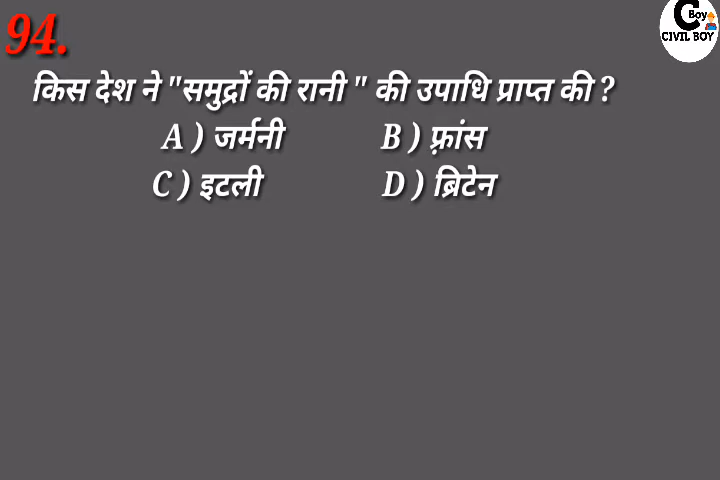 94.
C
Boy
CIVIL BOY
किस देश ने "समुद्रों की रानी " की उपाधि प्राप्त की ?
A ) जर्मनी B ) फ़्रांस
C ) इटली D ) ब्रिटेन